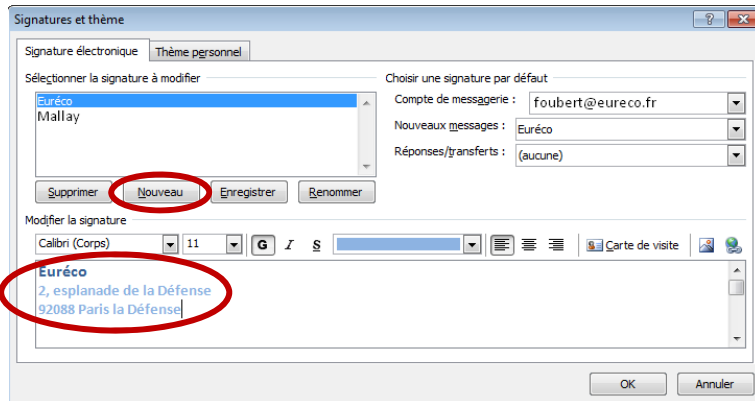 Signatures et thème
Signature électronique Thème personnel
Sélectionner la signature à modifier
Euréco
Mallay
Supprimer Nouveau Enregistrer Renommer
Choisir une signature par défaut
Compte de messagerie : foubert@eureco.fr
Nouveaux messages : Euréco
Réponses/transferts : (aucune)
Modifier la signature
Calibri (Corps) 11 G I S Carte de visite
Euréco
2, esplanade de la Défense
92088 Paris la Défense
OK Annuler